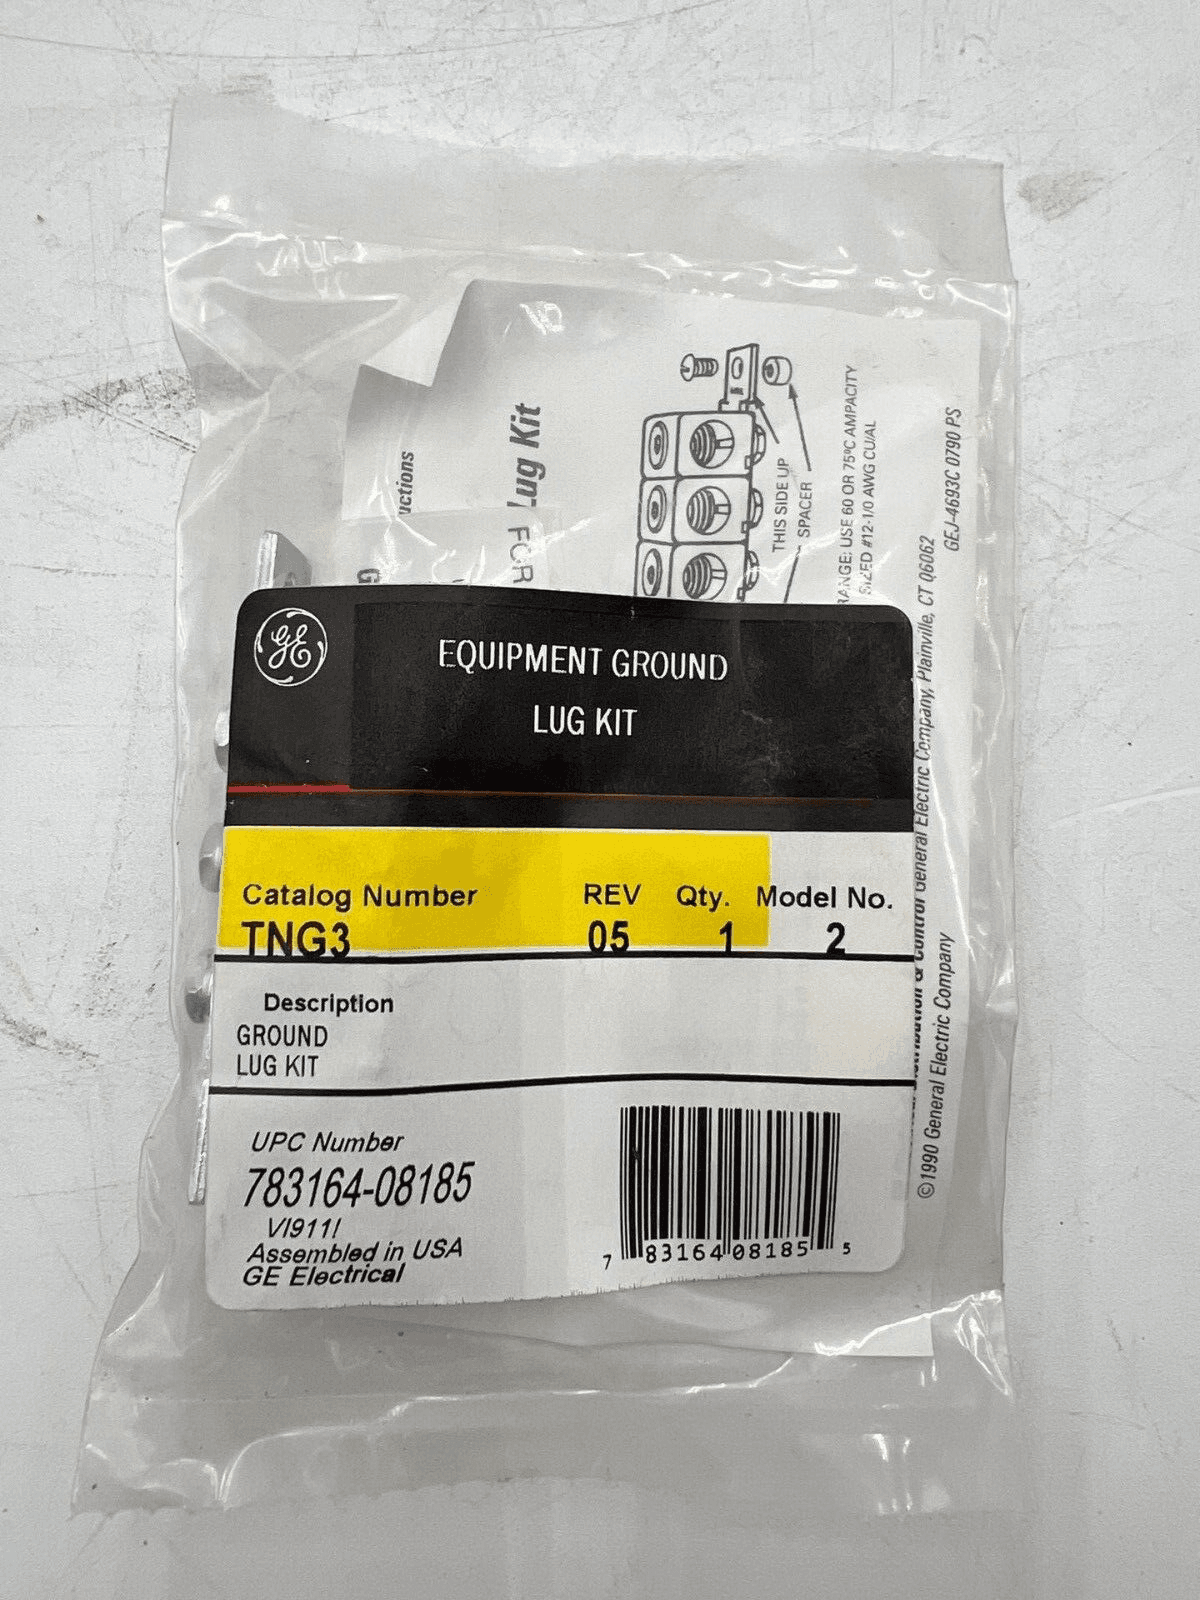 uctions
Lug Kit
FOR
THIS SIDE UP
SPACER
RANGE: USE 60 OR 75°C AMPACITY
SIZED #12-1/0 AWG CU/AL
GEJ-4693C 0790 PS
General Electric Company, Plainville, CT 06062
©1990 General Electric Company
GE
EQUIPMENT GROUND
LUG KIT
Catalog Number REV Qty. Model No.
TNG3 05 1 2
Description
GROUND
LUG KIT
UPC Number
783164-08185
VI911I
Assembled in USA
GE Electrical
7 83164 08185 5